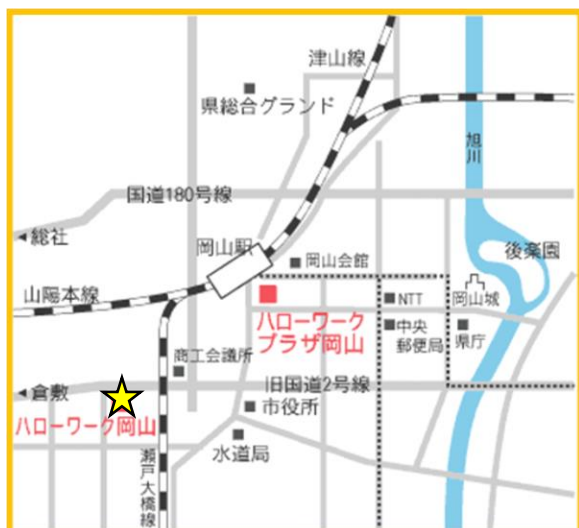 津山線
県総合グランド
旭川
国道180号線
◀総社
岡山駅
岡山会館
後楽園
山陽本線
ハローワーク
プラザ岡山
NTT
岡山城
中央
郵便局
県庁
商工会議所
◀倉敷
旧国道2号線
市役所
ハローワーク岡山
水道局
瀬戸大橋線